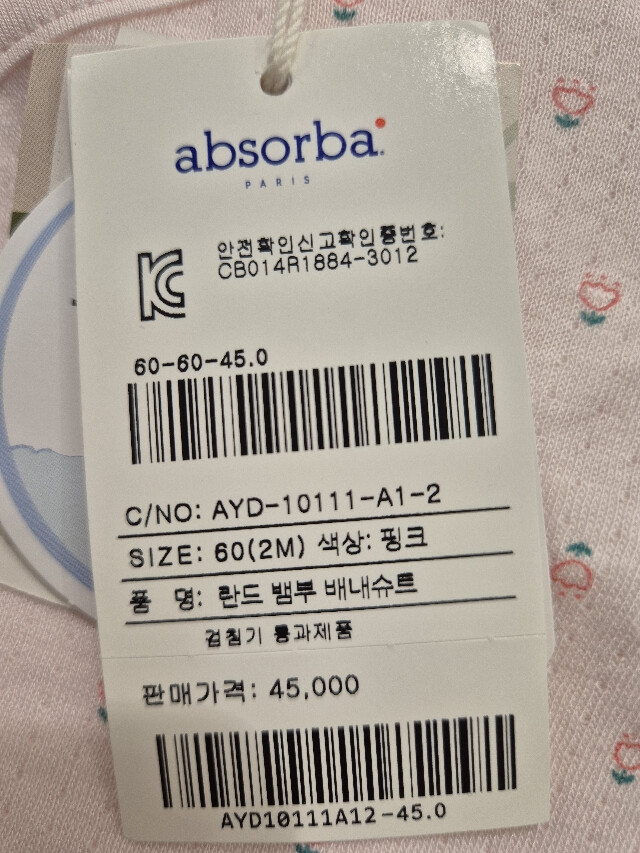 absorba
PARIS
KC
안전확인신고확인증번호:
CB014R1884-3012
60-60-45.0
C/NO: AYD-10111-A1-2
SIZE: 60(2M) 색상: 핑크
품 명: 란드 뱀부 배내슈트
검침기 통과제품
판매가격: 45,000
AYD10111A12-45.0